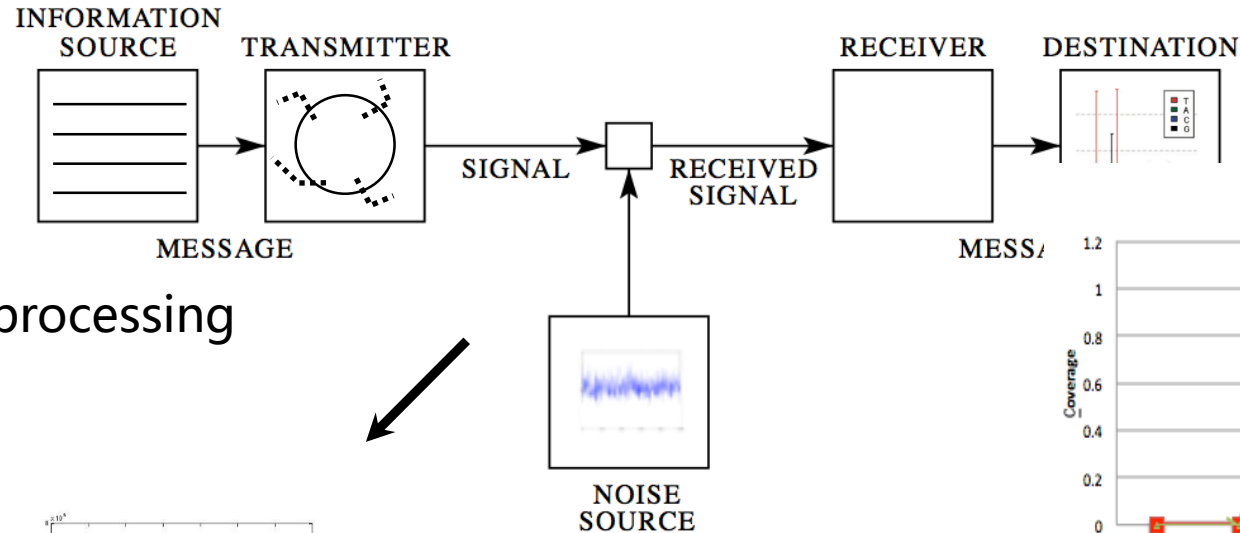 INFORMATION
SOURCE
TRANSMITTER
RECEIVER
DESTINATION
T
A
C
G
SIGNAL
RECEIVED
SIGNAL
MESSAGE
MESSA
processing
NOISE
SOURCE
Coverage
1.2
1
0.8
0.6
0.4
0.2
0